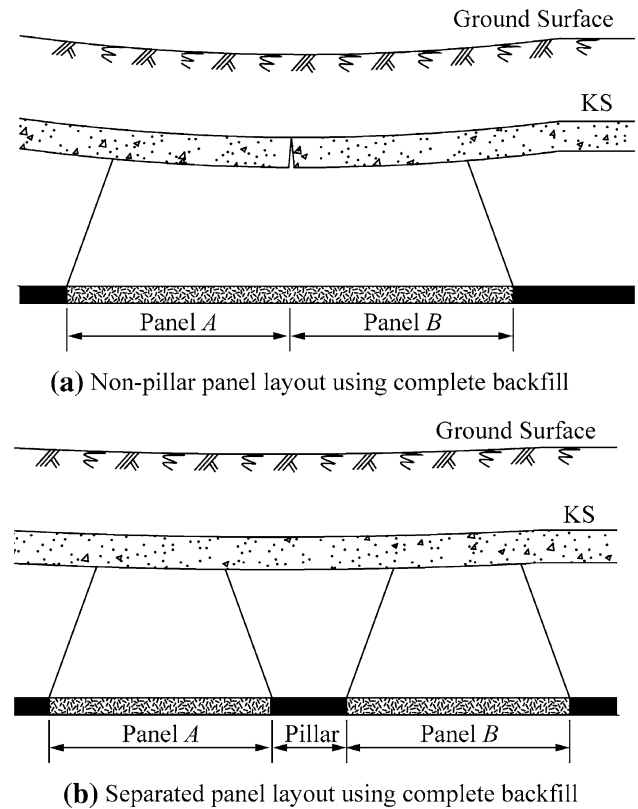 Ground Surface
KS
Panel A
Panel B
(a) Non-pillar panel layout using complete backfill
Ground Surface
KS
Panel A
Pillar
Panel B
(b) Separated panel layout using complete backfill